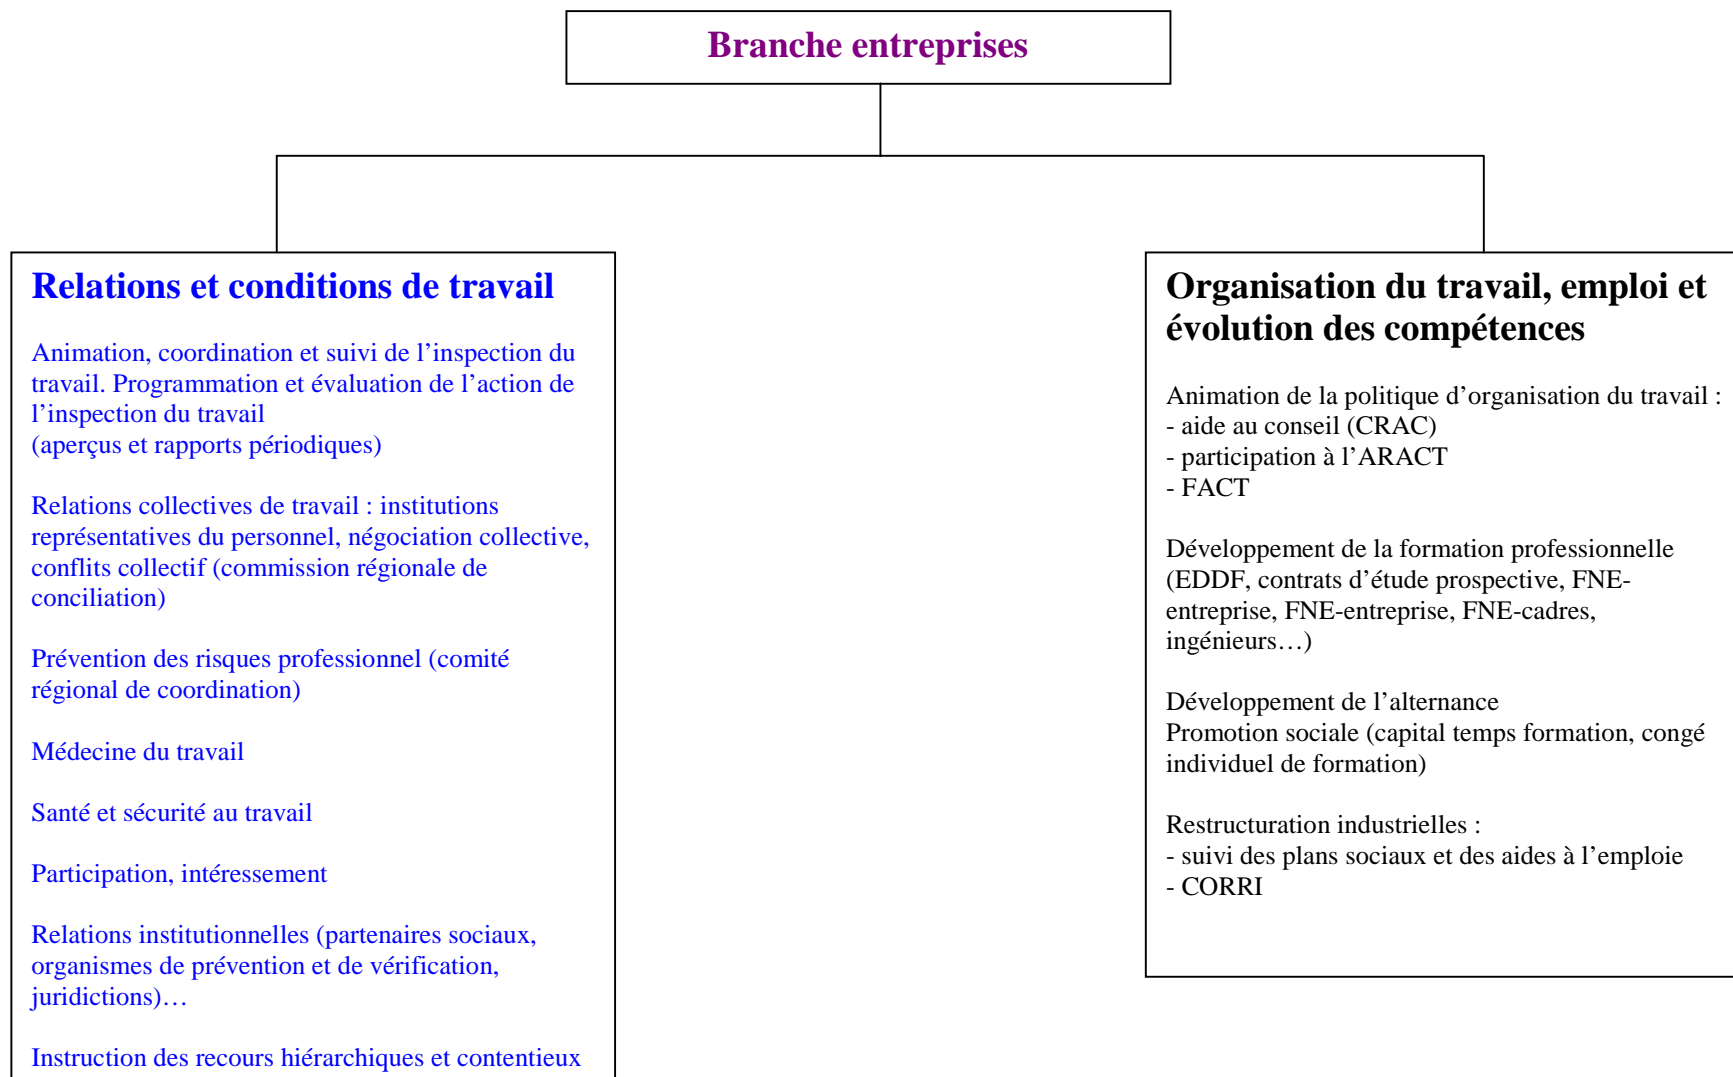 Branche entreprises
Relations et conditions de travail
Animation, coordination et suivi de l’inspection du
travail. Programmation et évaluation de l’action de
l’inspection du travail
(aperçus et rapports périodiques)
Relations collectives de travail : institutions
représentatives du personnel, négociation collective,
conflits collectif (commission régionale de
conciliation)
Prévention des risques professionnel (comité
régional de coordination)
Médecine du travail
Santé et sécurité au travail
Participation, intéressement
Relations institutionnelles (partenaires sociaux,
organismes de prévention et de vérification,
juridictions)…
Instruction des recours hiérarchiques et contentieux
Organisation du travail, emploi et
évolution des compétences
Animation de la politique d’organisation du travail :
- aide au conseil (CRAC)
- participation à l’ARACT
- FACT
Développement de la formation professionnelle
(EDDF, contrats d’étude prospective, FNE-
entreprise, FNE-entreprise, FNE-cadres,
ingénieurs…)
Développement de l’alternance
Promotion sociale (capital temps formation, congé
individuel de formation)
Restructuration industrielles :
- suivi des plans sociaux et des aides à l’emploie
- CORRI